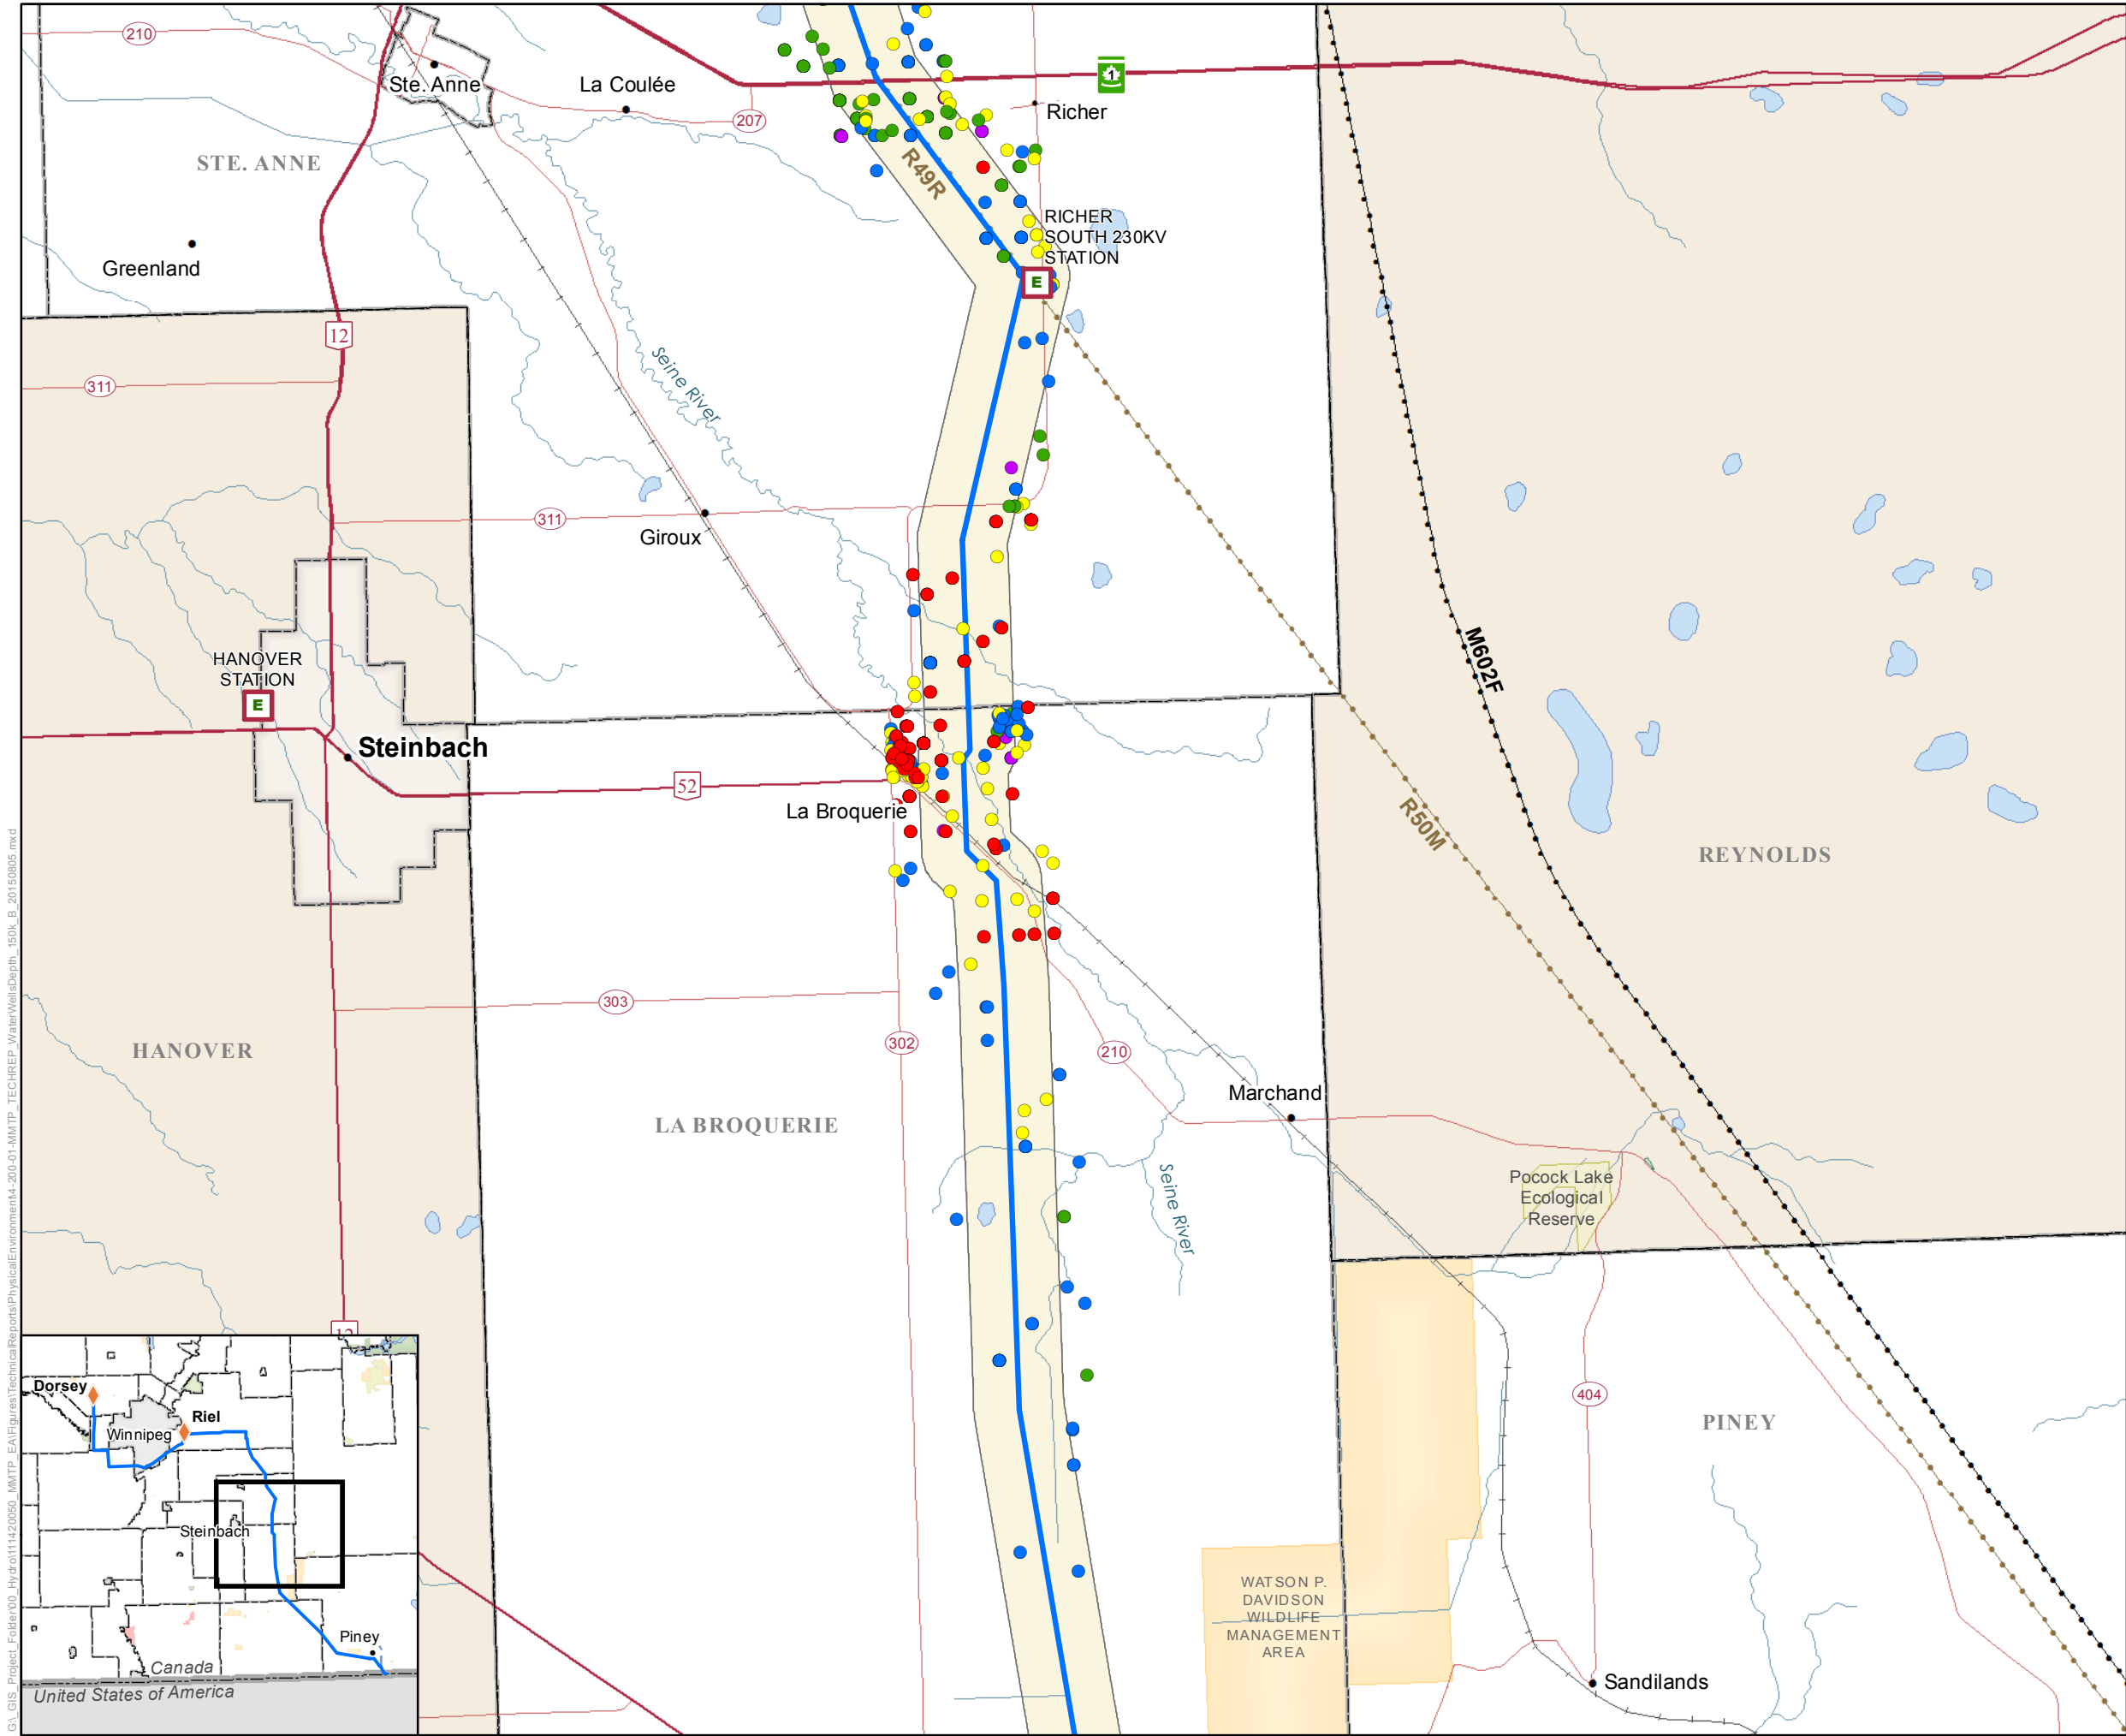 210
Ste. Anne
La Coulée
1
Richer
207
STE. ANNE
R49R
RICHER
SOUTH 230KV
STATION
E
Greenland
12
311
Seine River
311
Giroux
M602F
HANOVER
STATION
E
Steinbach
52
La Broquerie
R50M
REYNOLDS
303
302
210
HANOVER
Marchand
LA BROQUERIE
Seine River
Pocock Lake
Ecological
Reserve
12
404
PINEY
WATSON P.
DAVIDSON
WILDLIFE
MANAGEMENT
AREA
Sandilands
Dorsey
Riel
Winnipeg
Steinbach
Piney
Canada
United States of America